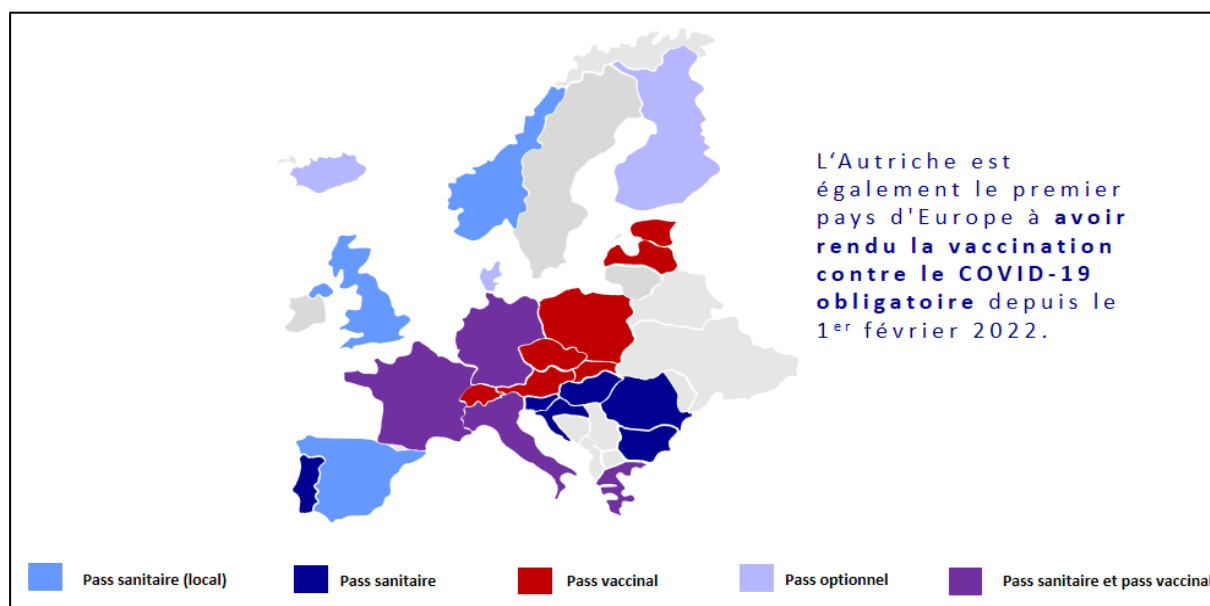 L‘Autriche est
également le premier
pays d'Europe à avoir
rendu la vaccination
contre le COVID-19
obligatoire depuis le
1er février 2022.
Pass sanitaire (local)
Pass sanitaire
Pass vaccinal
Pass optionnel
Pass sanitaire et pass vaccinal